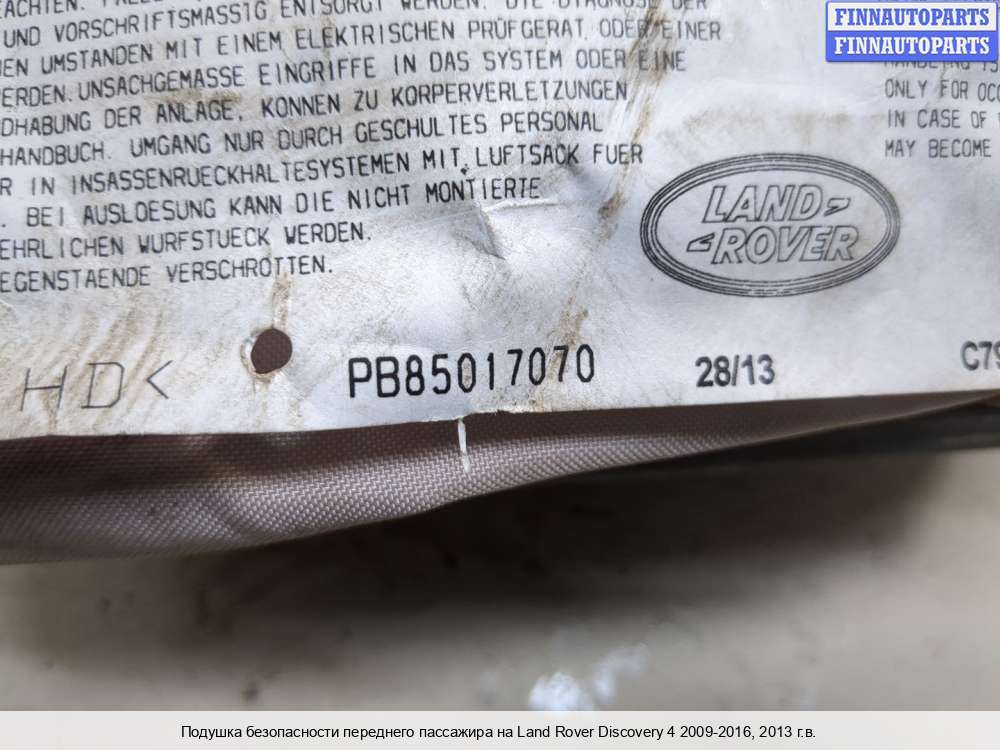 UND VORSCHRIFTSMASSIG ENTSORGT WERDEN. DIE DIAGNOSE DER
UMSTANDEN MIT EINEM ELEKTRISCHEN PRÜFGERAT, ODER EINER
UNSACHGEMASSE EINGRIFFE IN DAS SYSTEM ODER EINE
DER ANLAGE, KONNEN ZU KORPERVERLETZUNGEN
HANDBUCH. UMGANG NUR DURCH GESCHULTES PERSONAL
R IN INSASSENRUECKHALTESYSTEMEN MIT LUFTSACK FUER
. BEI AUSLOESUNG KANN DIE NICHT MONTIERTE
EHRLICHEN WURFSTUECK WERDEN.
EGENSTAENDE VERSCHROTTEN.
FINNAUTOPARTS
FINNAUTOPARTS
ONLY FOR OCC
IN CASE OF
MAY BECOME
LAND
ROVER
HD<
PB85017070
28/13
C79
Подушка безопасности переднего пассажира на Land Rover Discovery 4 2009-2016, 2013 г.в.